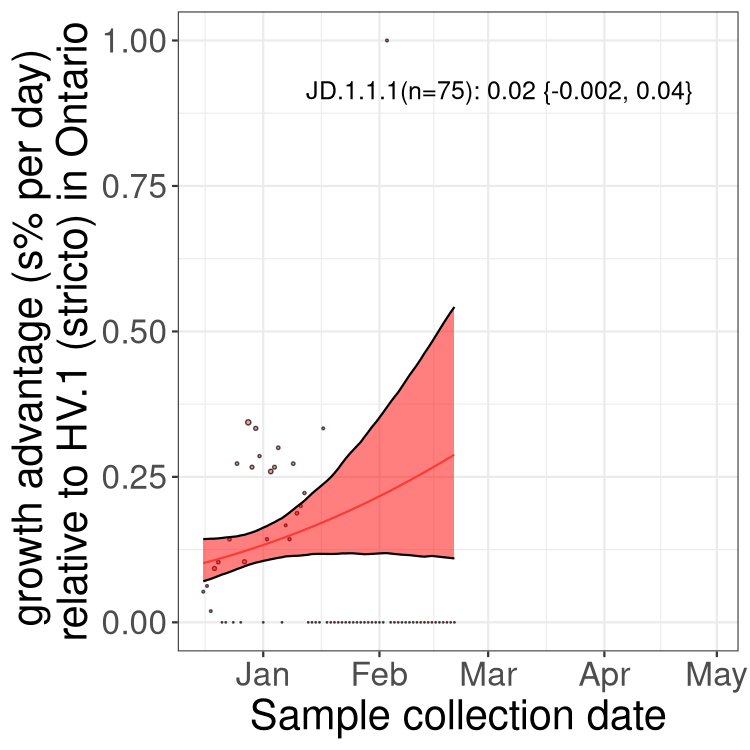 growth advantage (s% per day)
relative to HV.1 (stricto) in Ontario
1.00
JD.1.1.1(n=75): 0.02 {-0.002, 0.04}
0.75
0.50
0.25
0.00
Jan Feb Mar Apr May
Sample collection date